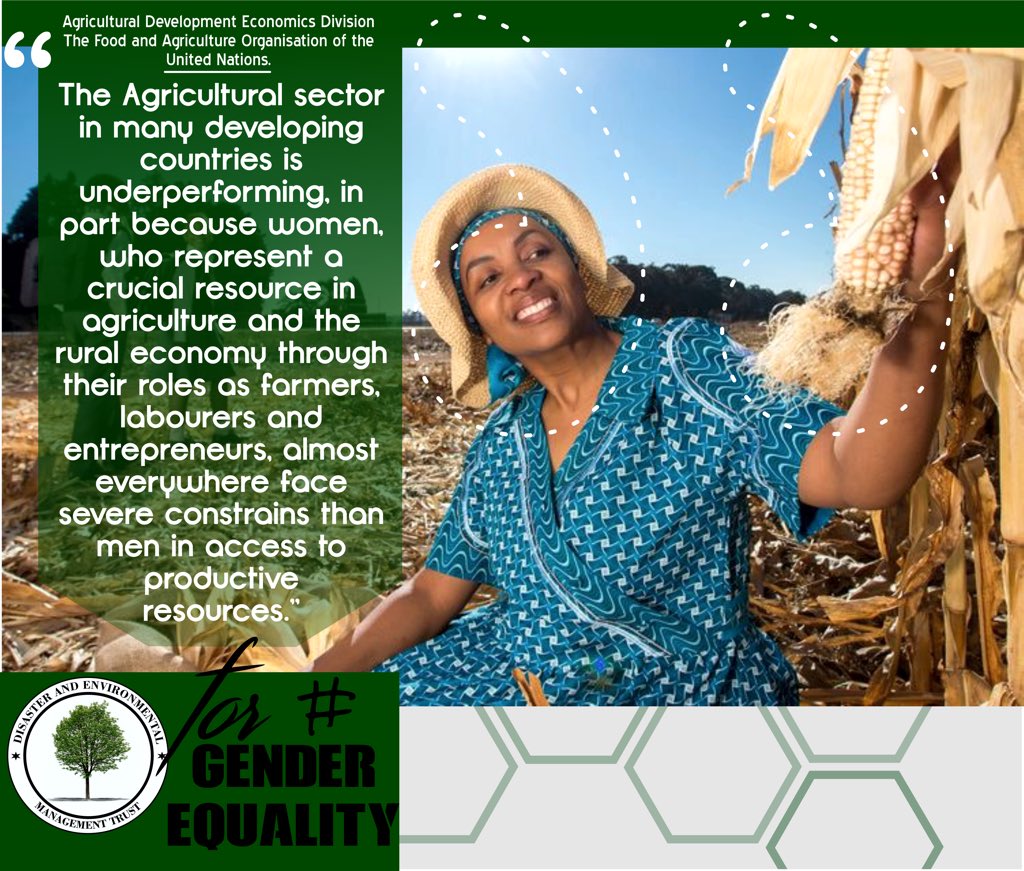 Agricultural Development Economics Division
The Food and Agriculture Organisation of the
United Nations.
“
The Agricultural sector
in many developing
countries is
underperforming, in
part because women,
who represent a
crucial resource in
agriculture and the
rural economy through
their roles as farmers,
labourers and
entrepreneurs, almost
everywhere face
severe constrains than
men in access to
productive
resources.”
for #
GENDER
EQUALITY
DISASTER AND ENVIRONMENTAL
MANAGEMENT TRUST